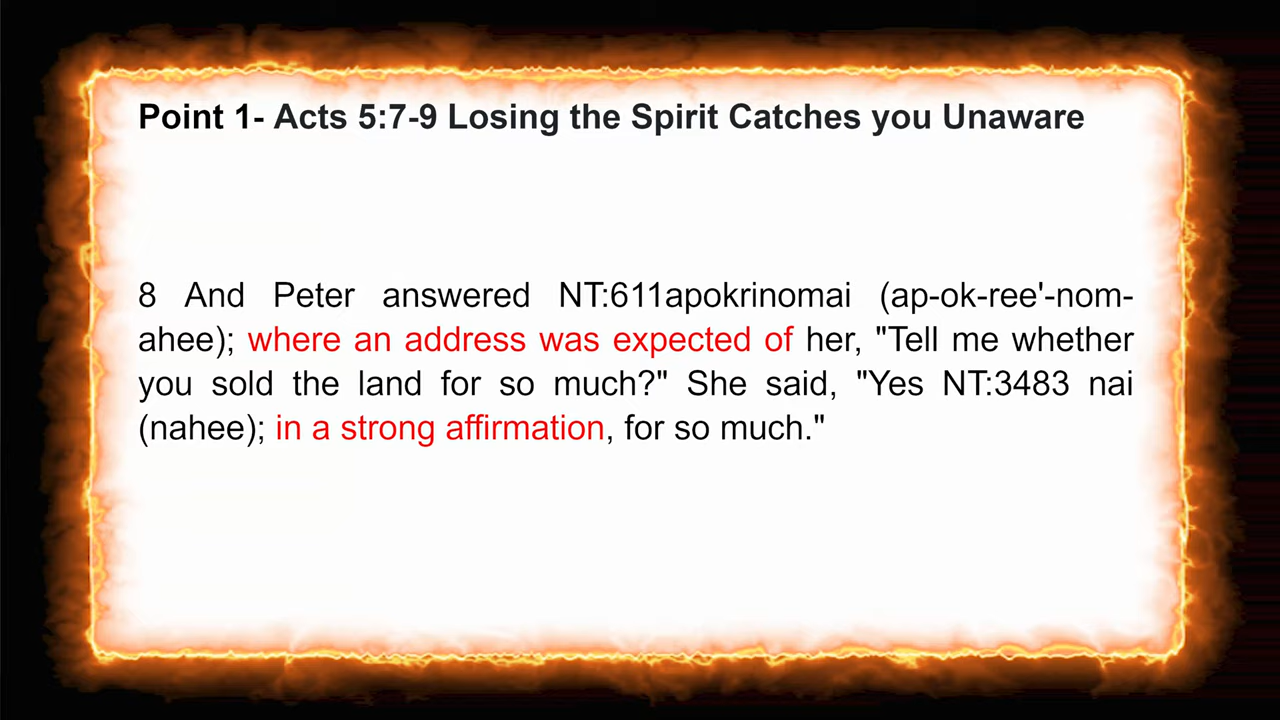 Point 1- Acts 5:7-9 Losing the Spirit Catches you Unaware
8 And Peter answered NT:611apokrinomai (ap-ok-ree'-nom-
ahee); where an address was expected of her, "Tell me whether
you sold the land for so much?" She said, "Yes NT:3483 nai
(nahee); in a strong affirmation, for so much."